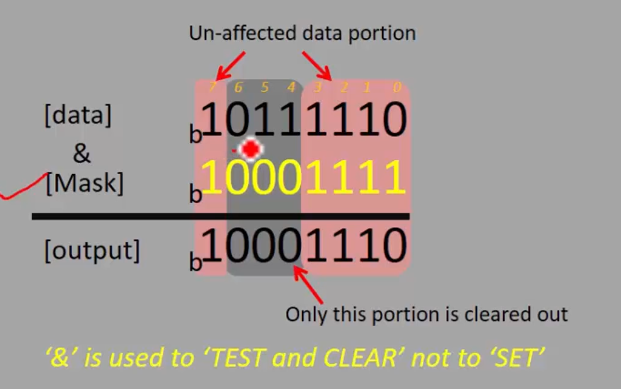 Un-affected data portion
7 6 5 4 3 2 1 0
[data] b10111110
&
[Mask] b10001111
[output] b10001110
Only this portion is cleared out
‘&’ is used to ‘TEST and CLEAR’ not to ‘SET’